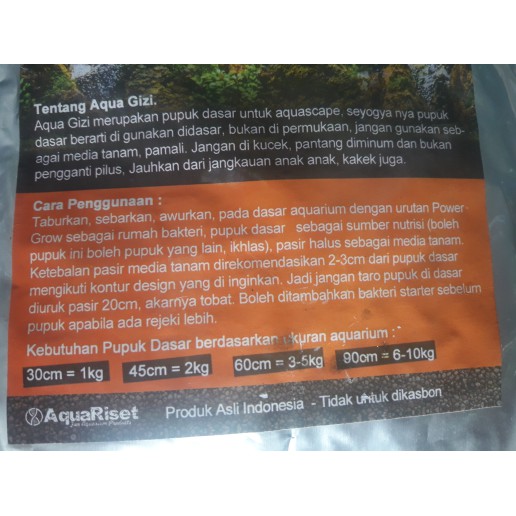 Tentang Aqua Gizi.
Aqua Gizi merupakan pupuk dasar untuk aquascape, seyogya nya pupuk
dasar berarti di gunakan didasar, bukan di permukaan, jangan gunakan seb-
agai media tanam, pamali. Jangan di kucek, pantang diminum dan bukan
pengganti pilus, Jauhkan dari jangkauan anak anak, kakek juga.
Cara Penggunaan :
Taburkan, sebarkan, awurkan, pada dasar aquarium dengan urutan Power
Grow sebagai rumah bakteri, pupuk dasar sebagai sumber nutrisi (boleh
pupuk ini boleh pupuk yang lain, ikhlas), pasir halus sebagai media tanam.
Ketebalan pasir media tanam direkomendasikan 2-3cm dari pupuk dasar
mengikuti kontur design yang di inginkan. Jadi jangan taro pupuk di dasar
diuruk pasir 20cm, akarnya tobat. Boleh ditambahkan bakteri starter sebelum
pupuk apabila ada rejeki lebih.
Kebutuhan Pupuk Dasar berdasarkan ukuran aquarium :
30cm = 1kg 45cm = 2kg 60cm = 3-5kg 90cm = 6-10kg
AquaRiset
Produk Asli Indonesia - Tidak untuk dikasbon